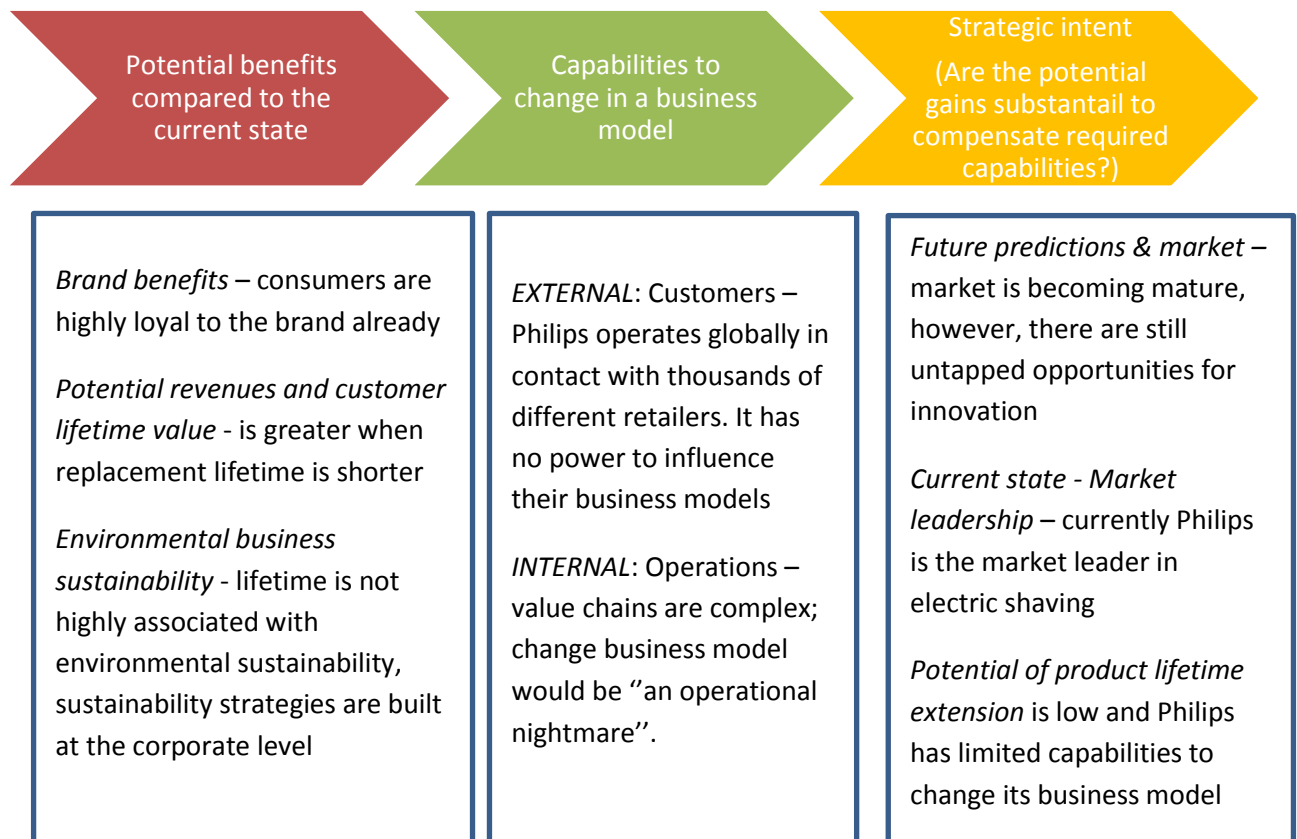 Potential benefits
compared to the
current state
Capabilities to
change in a business
model
Strategic intent
(Are the potential
gains substantail to
compensate required
capabilities?)
Brand benefits – consumers are
highly loyal to the brand already
Potential revenues and customer
lifetime value - is greater when
replacement lifetime is shorter
Environmental business
sustainability - lifetime is not
highly associated with
environmental sustainability,
sustainability strategies are built
at the corporate level
EXTERNAL: Customers –
Philips operates globally in
contact with thousands of
different retailers. It has
no power to influence
their business models
INTERNAL: Operations –
value chains are complex;
change business model
would be ‘’an operational
nightmare’’.
Future predictions & market –
market is becoming mature,
however, there are still
untapped opportunities for
innovation
Current state - Market
leadership – currently Philips
is the market leader in
electric shaving
Potential of product lifetime
extension is low and Philips
has limited capabilities to
change its business model